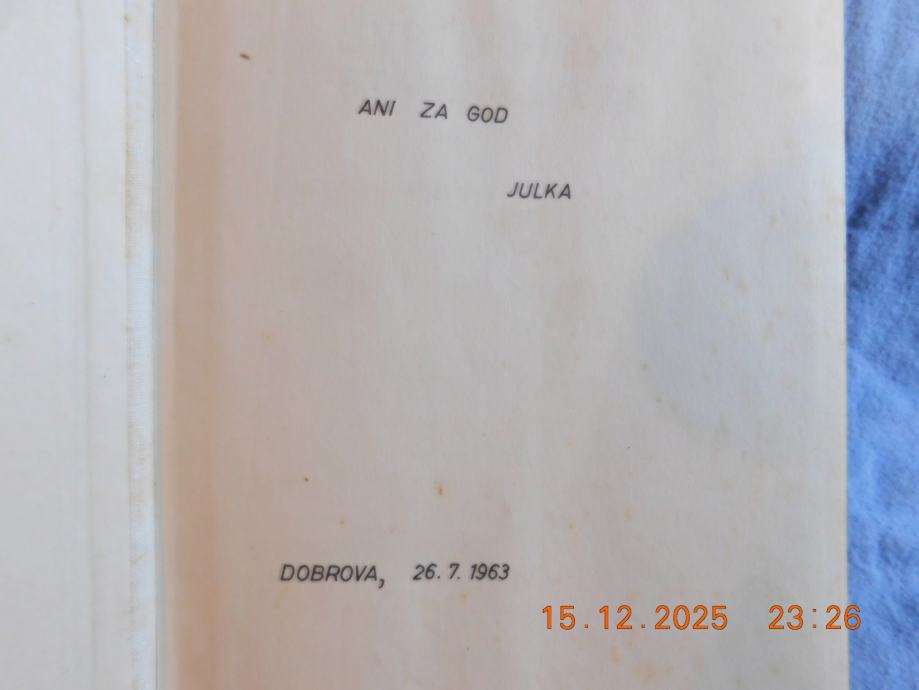 ANI ZA GOD
JULKA
DOBROVA, 26. 7. 1963
15.12.2025 23:26